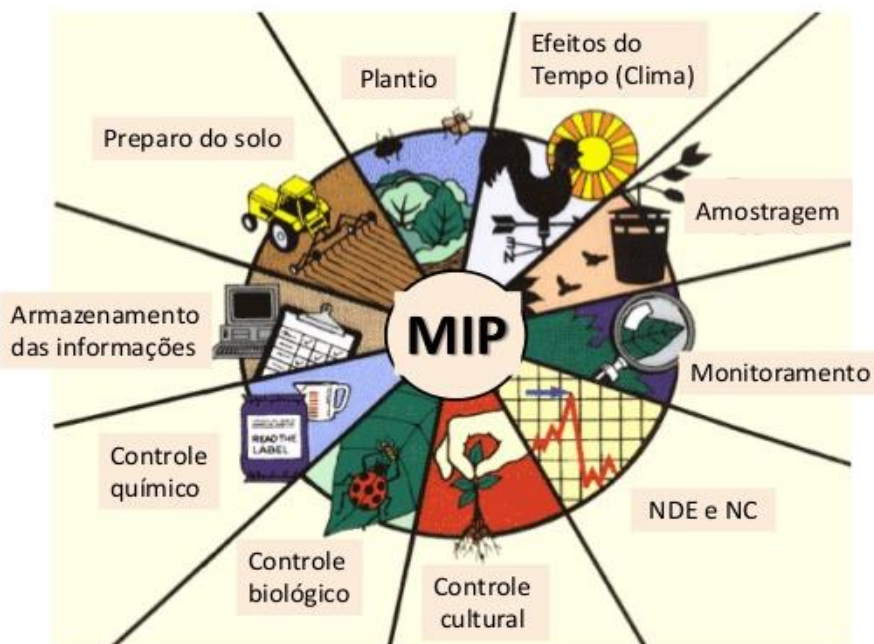 Plantio
Efeitos do
Tempo (Clima)
Preparo do solo
Amostragem
Armazenamento
das informações
MIP
Monitoramento
READ THE
LABEL
Controle
químico
NDE e NC
Controle
biológico
Controle
cultural